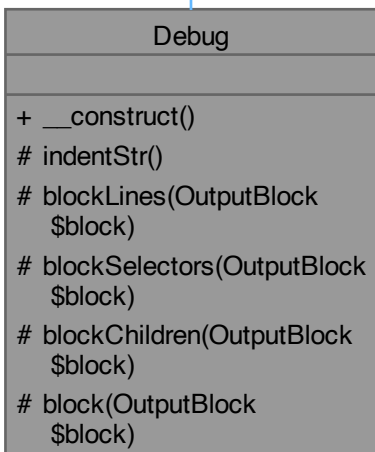 Debug
+ __construct()
# indentStr()
# blockLines(OutputBlock
$block)
# blockSelectors(OutputBlock
$block)
# blockChildren(OutputBlock
$block)
# block(OutputBlock
$block)